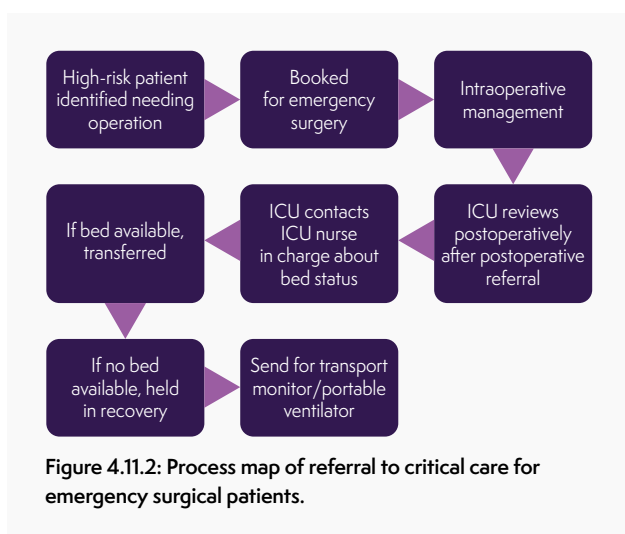 High-risk patient
identified needing
operation
Booked
for emergency
surgery
Intraoperative
management
ICU reviews
postoperatively
after postoperative
referral
ICU contacts
ICU nurse
in charge about
bed status
If bed available,
transferred
If no bed
available, held
in recovery
Send for transport
monitor/portable
ventilator
Figure 4.11.2: Process map of referral to critical care for
emergency surgical patients.